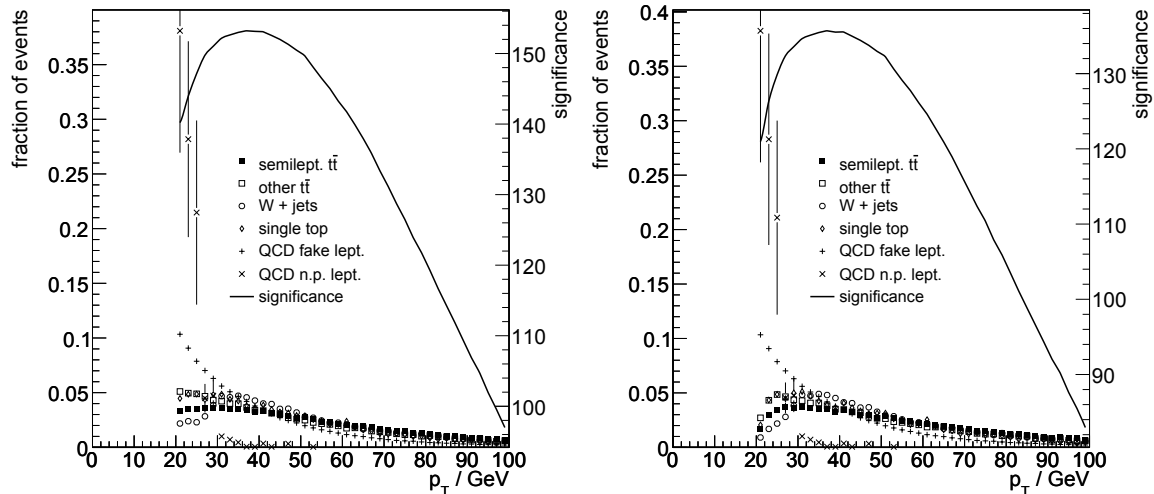 fraction of events
0.35
0.3
0.25
0.2
0.15
0.1
0.05
0
0 10 20 30 40 50 60 70 80 90 100
p_T / GeV
significance
150
140
130
120
110
100
semilept. tt̄
other tt̄
W + jets
single top
QCD fake lept.
QCD n.p. lept.
significance
fraction of events
0.4
0.35
0.3
0.25
0.2
0.15
0.1
0.05
0
0 10 20 30 40 50 60 70 80 90 100
p_T / GeV
significance
130
120
110
100
90
semilept. tt̄
other tt̄
W + jets
single top
QCD fake lept.
QCD n.p. lept.
significance